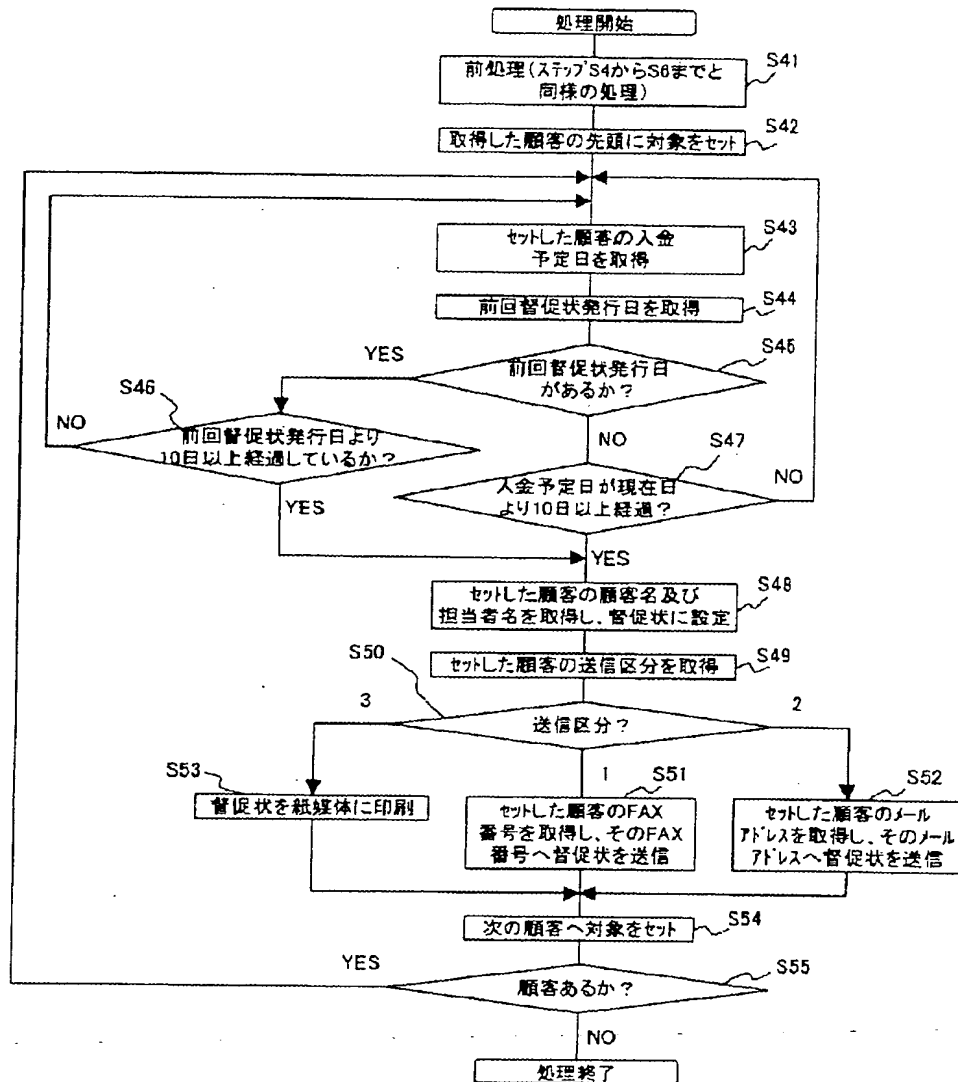 処理開始
S41
前処理(ステップS4からS6までと
同様の処理)
S42
取得した顧客の先頭に対象をセット
S43
セットした顧客の入金
予定日を取得
S44
前回督促状発行日を取得
S45
YES
前回督促状発行日
があるか?
S46
NO
前回督促状発行日より
10日以上経過しているか?
NO
S47
入金予定日が現在日
より10日以上経過?
NO
YES
YES
S48
セットした顧客の顧客名及び
担当者名を取得し、督促状に設定
S49
セットした顧客の送信区分を取得
S50
3
送信区分?
2
S53
督促状を紙媒体に印刷
1
S51
セットした顧客のFAX
番号を取得し、そのFAX
番号へ督促状を送信
S52
セットした顧客のメール
アドレスを取得し、そのメール
アドレスへ督促状を送信
S54
次の顧客へ対象をセット
YES
S55
顧客あるか?
NO
処理終了